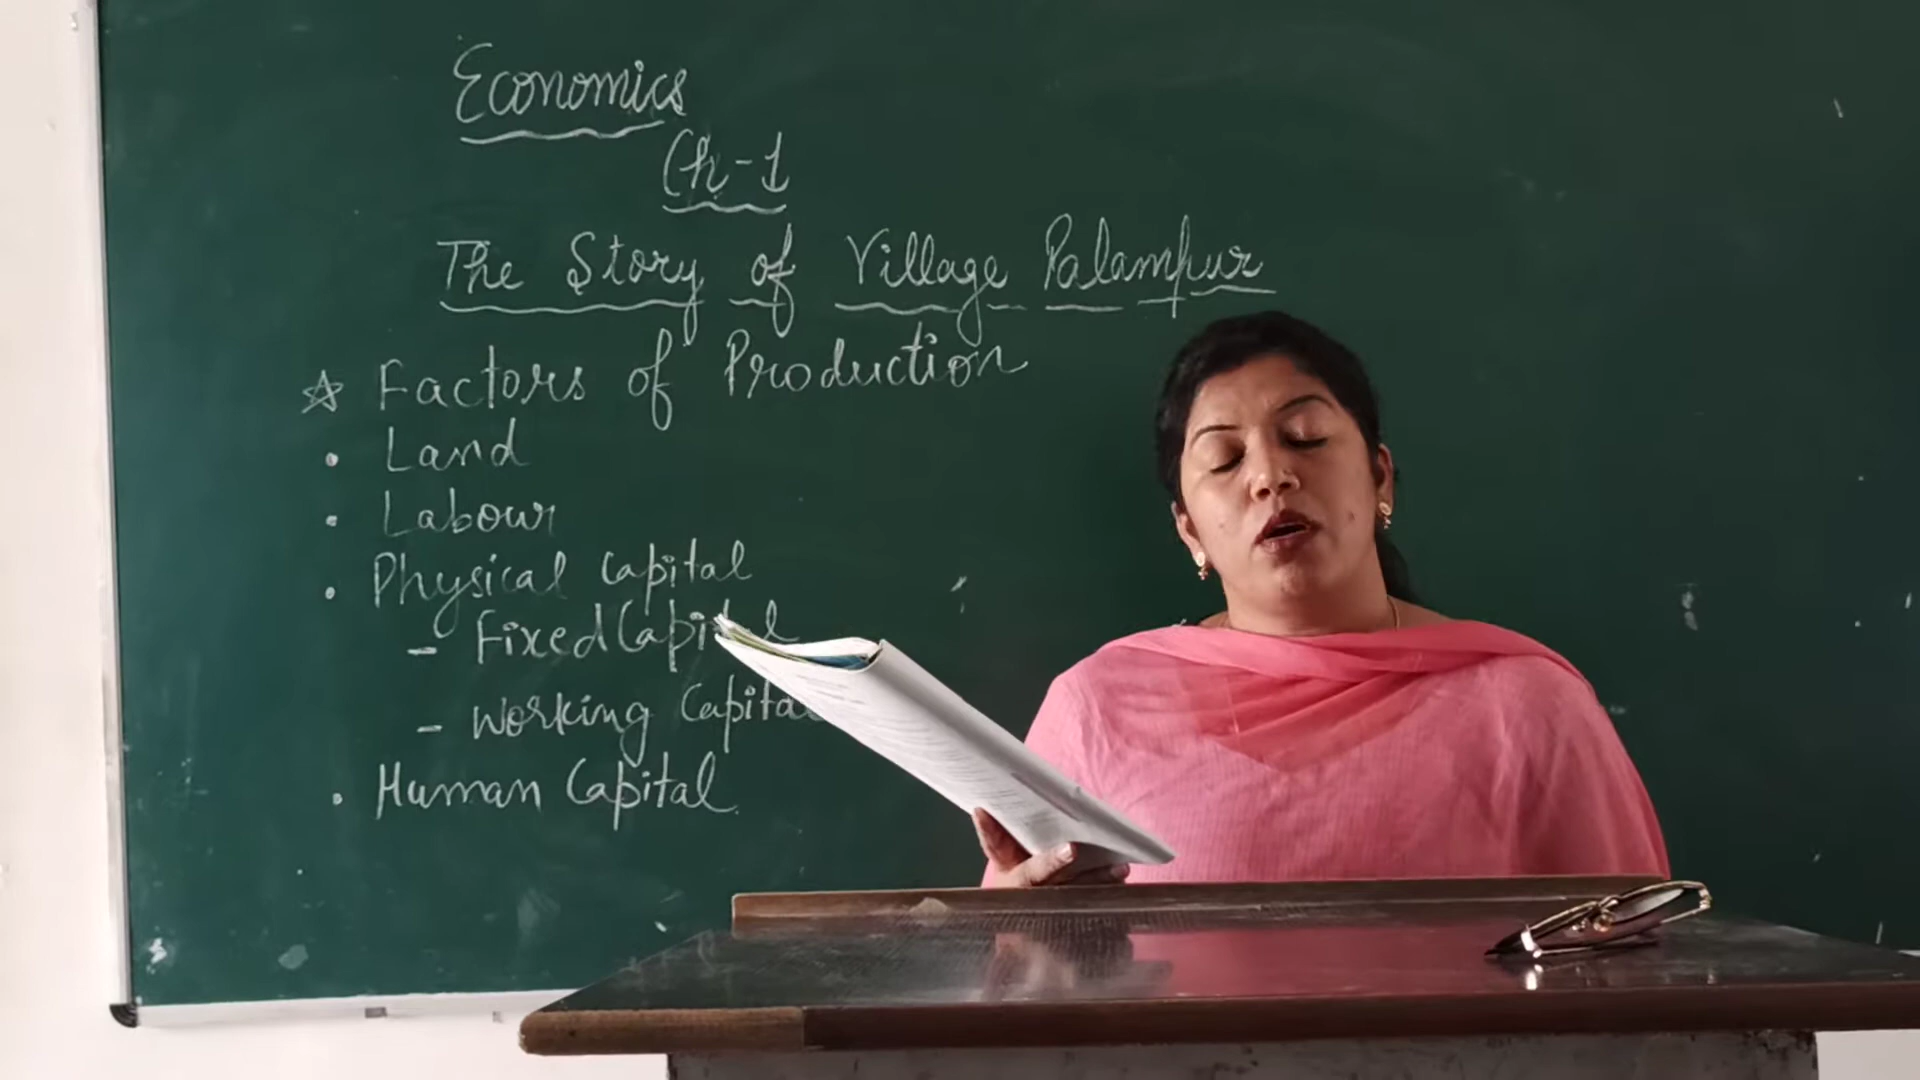 Economics
Ch-1
The Story of Village Palampur
☆ Factors of Production
• Land
• Labour
• Physical Capital
- Fixed Capital
- Working Capital
• Human Capital.